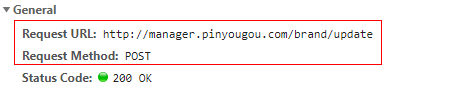 General
Request URL: http://manager.pinyougou.com/brand/update
Request Method: POST
Status Code: 200 OK